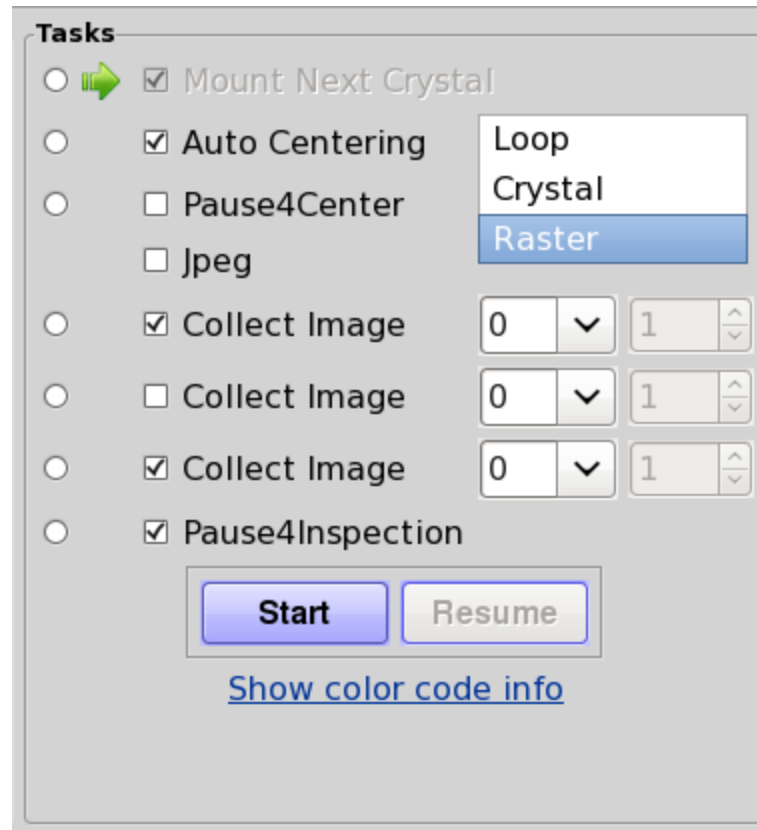 Tasks
Mount Next Crystal
Auto Centering
Loop
Crystal
Raster
Pause4Center
Jpeg
Collect Image 0 1
Collect Image 0 1
Collect Image 0 1
Pause4Inspection
Start Resume
Show color code info